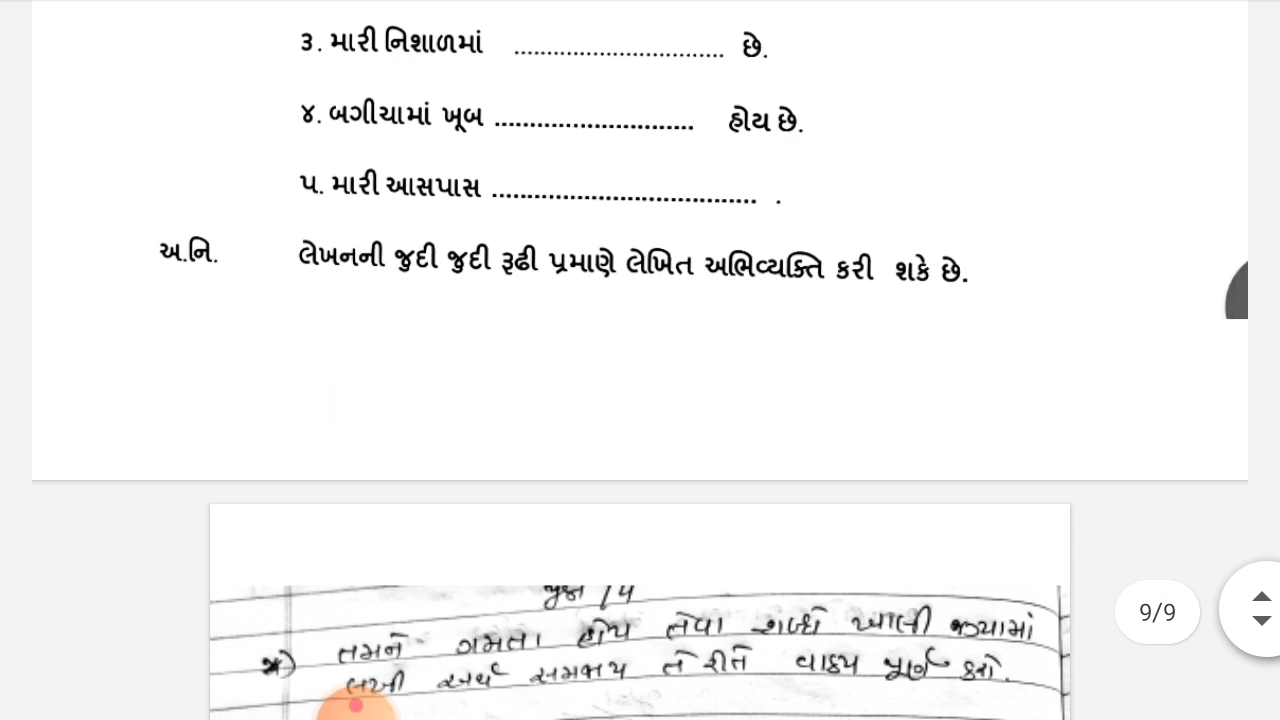 ૩. મારી નિશાળમાં ................................ છે.
૪. બગીચામાં ખૂબ ............................ હોય છે.
૫. મારી આસપાસ ...................................... .
અ.નિ. લેખનની જુદી જુદી રૂઢી પ્રમાણે લેખિત અભિવ્યક્તિ કરી શકે છે.
9/9
તમને ગમતા હોય તેવા શબ્દો ખાલી જગ્યામાં
લખી અર્થ સમજાય તે રીતે વાક્ય પૂર્ણ કરો.